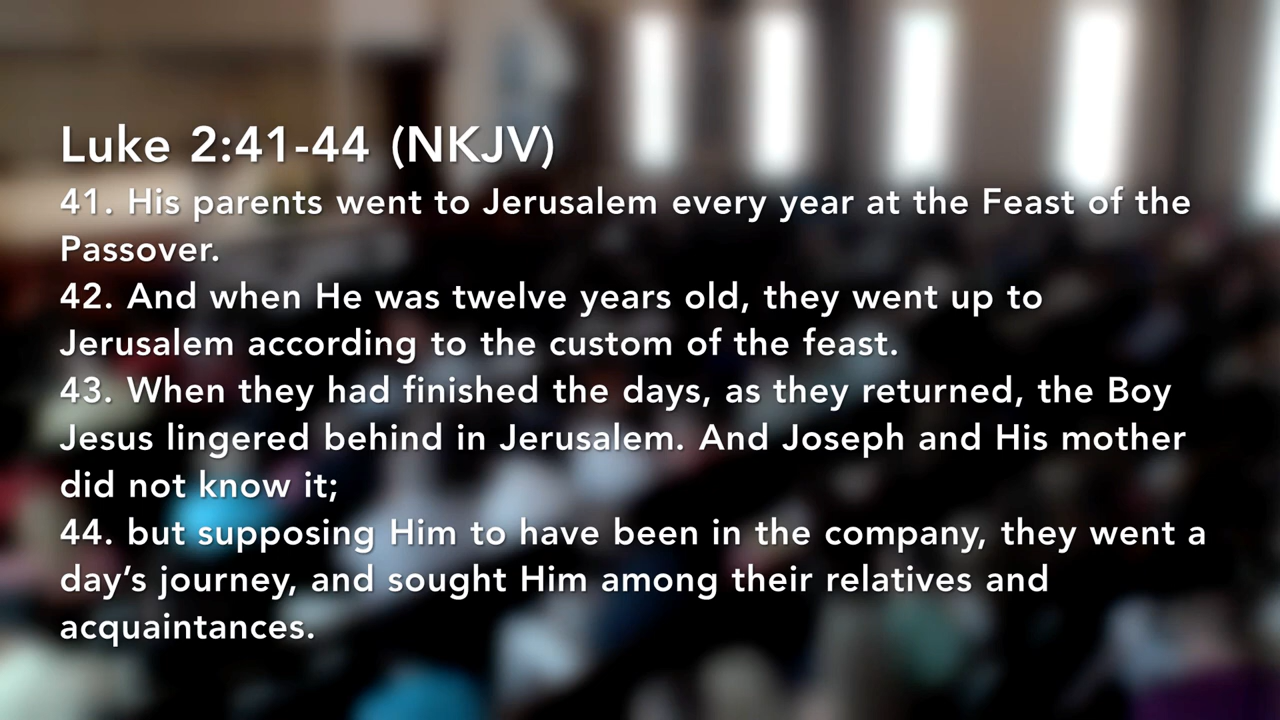 Luke 2:41-44 (NKJV)
41. His parents went to Jerusalem every year at the Feast of the
Passover.
42. And when He was twelve years old, they went up to
Jerusalem according to the custom of the feast.
43. When they had finished the days, as they returned, the Boy
Jesus lingered behind in Jerusalem. And Joseph and His mother
did not know it;
44. but supposing Him to have been in the company, they went a
day’s journey, and sought Him among their relatives and
acquaintances.